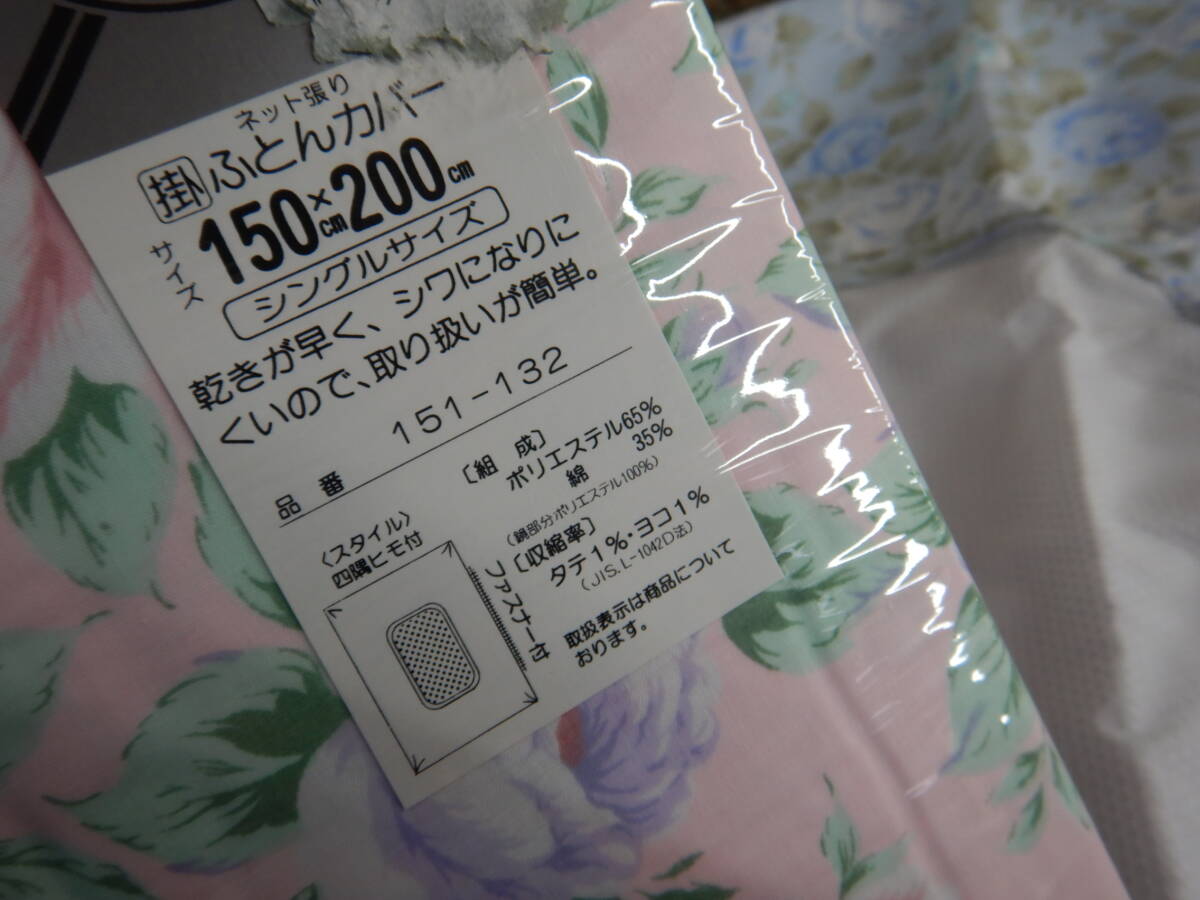 ネット張り
掛 ふとんカバー
サイズ 150cm×200cm
シングルサイズ
乾きが早く、シワになりに
くいので、取り扱いが簡単。
品番 151-132
〔組 成〕
ポリエステル65%
綿 35%
(鏡部分ポリエステル100%)
〔収縮率〕
タテ1%・ヨコ1%
(JIS.L-1042D法)
取扱表示は商品について
おります。
〈スタイル〉
四隅ヒモ付
ファスナー付